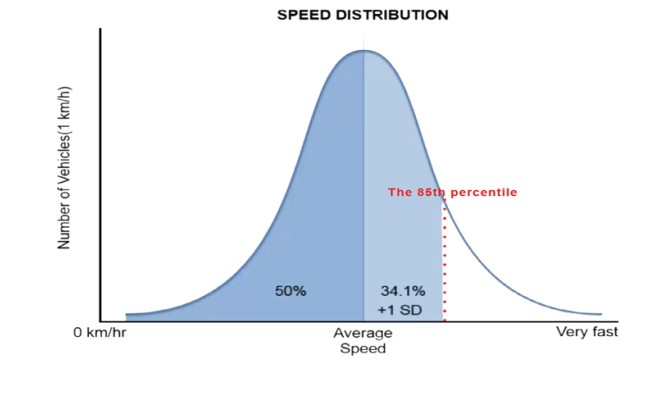 SPEED DISTRIBUTION
Number of Vehicles(1 km/h)
The 85th percentile
50%
34.1%
+1 SD
0 km/hr
Average
Speed
Very fast